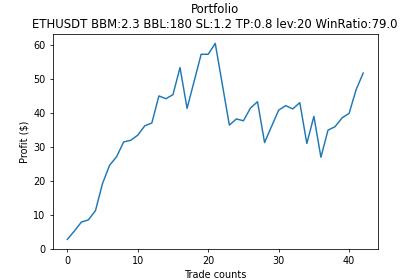 Portfolio
ETHUSDT BBM:2.3 BBL:180 SL:1.2 TP:0.8 lev:20 WinRatio:79.0
60
50
40
30
20
10
0
Profit ($)
0 10 20 30 40
Trade counts